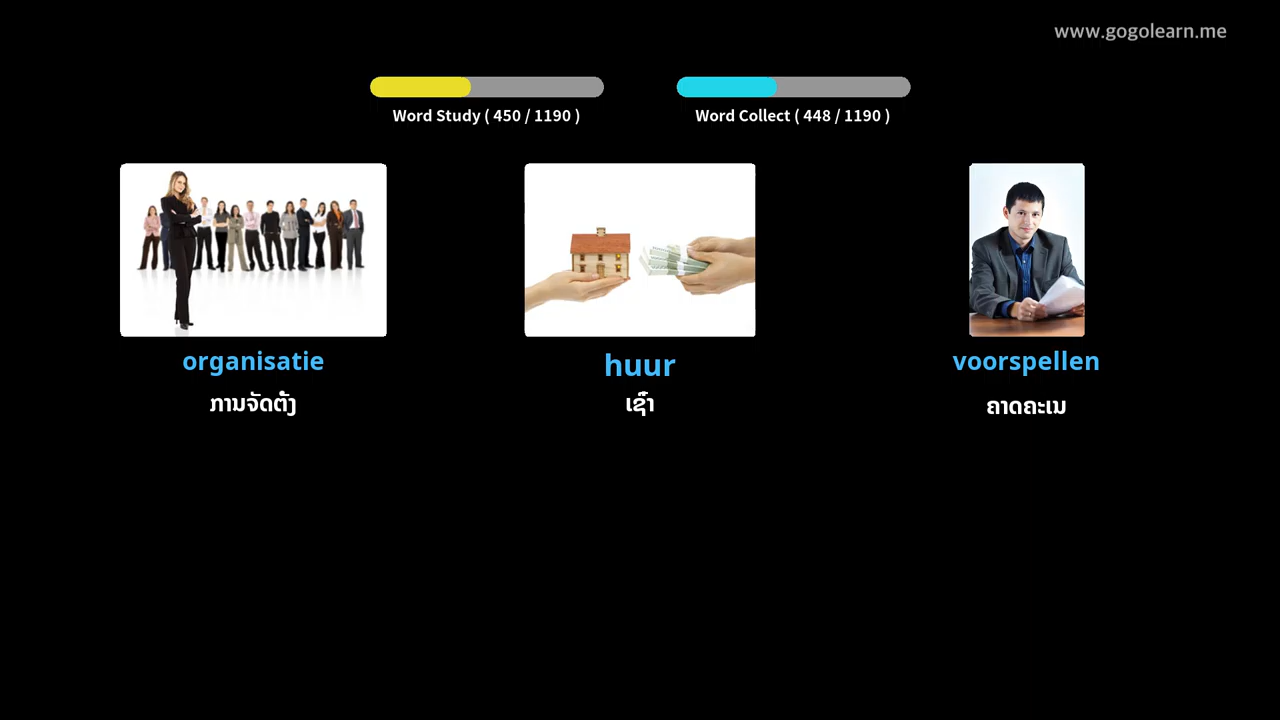 www.gogolearn.me
Word Study ( 450 / 1190 )
Word Collect ( 448 / 1190 )
organisatie
huur
voorspellen
ການຈັດຕັ້ງ
ເຊົ່າ
ຄາດຄະເນ